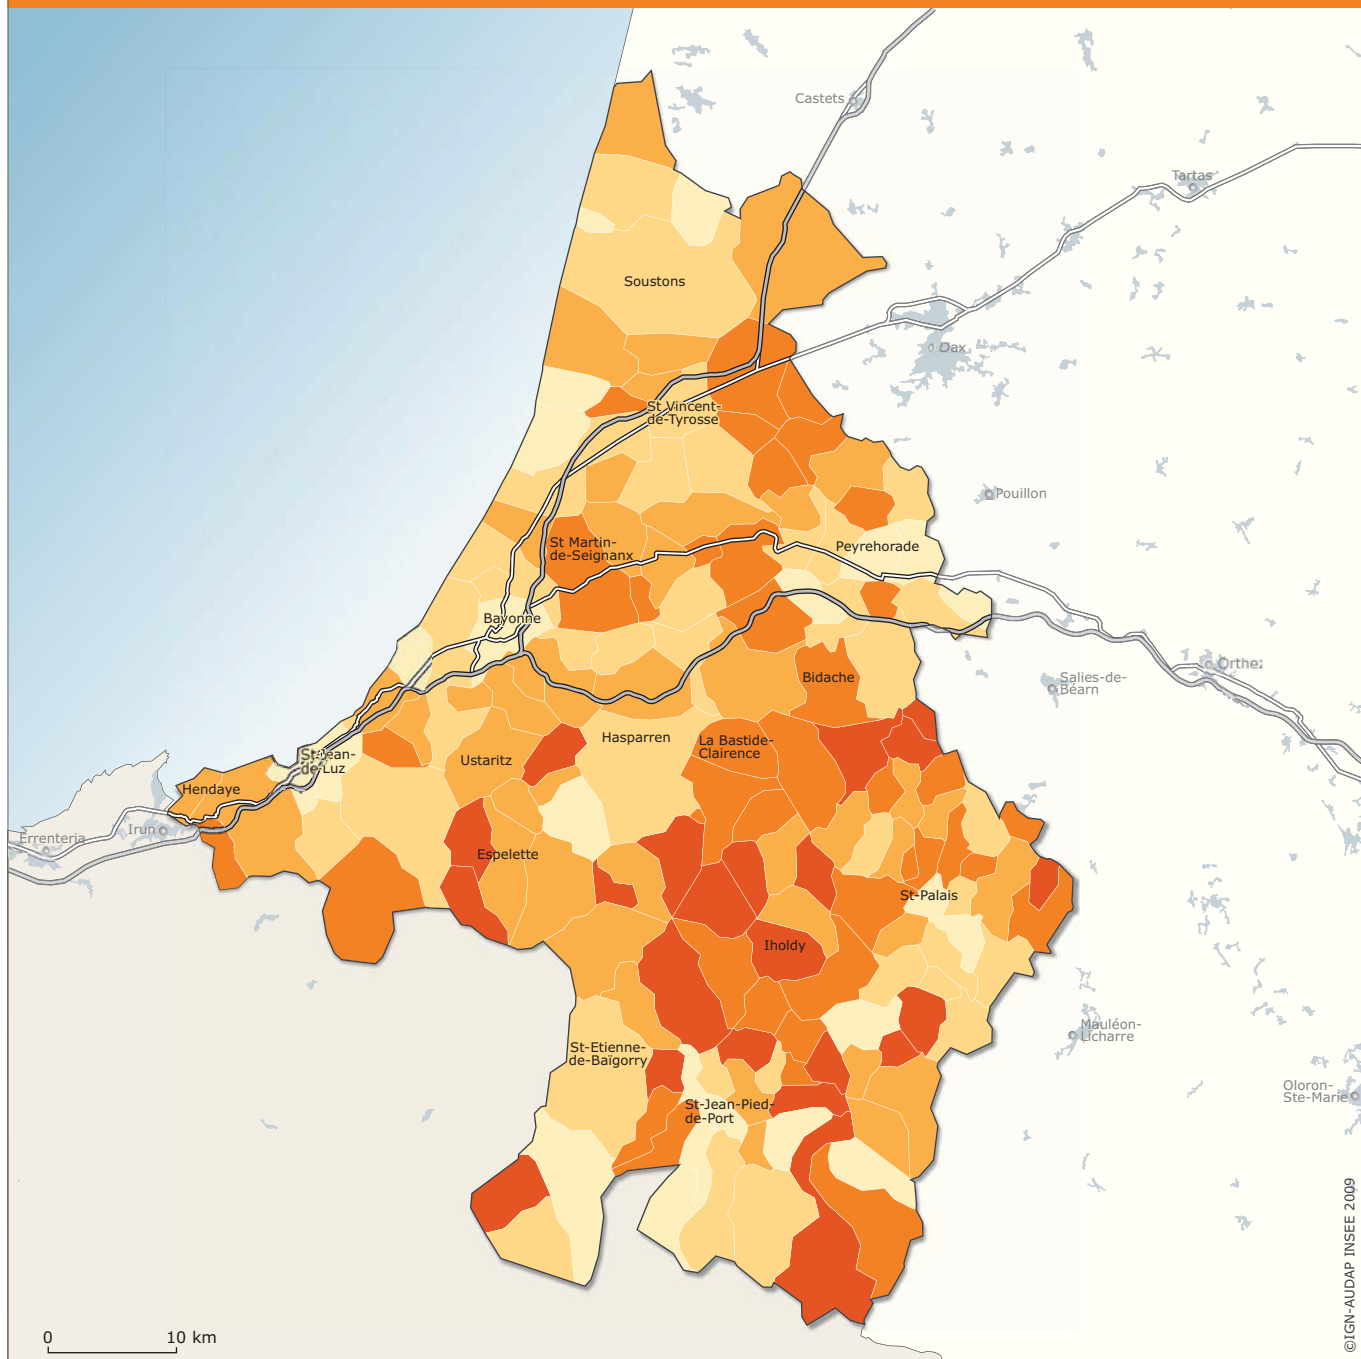 Castets
Tartas
Soustons
Dax
St Vincent-
de-Tyrosse
Pouillon
St Martin-
de-Seignanx
Peyrehorade
Bayonne
Orthez
Bidache
Salies-de-
Béarn
Hasparren
La Bastide-
Clairence
St-Jean-
de-Luz
Ustaritz
Hendaye
Irun
Errenteria
Espelette
St-Palais
Iholdy
Mauléon-
Licharre
St-Etienne-
de-Baïgorry
Oloron-
Ste-Marie
St-Jean-Pied-
de-Port
0 10 km
©IGN-AUDAP INSEE 2009